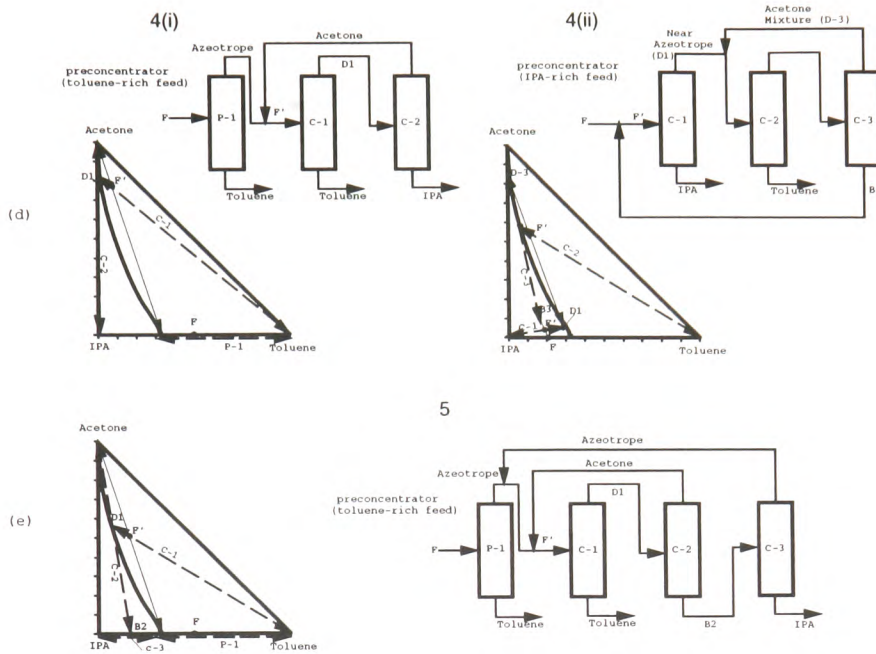 4(i)
Acetone
Azeotrope
D1
preconcentrator
(toluene-rich feed)
F
P-1
F'
C-1
C-2
Toluene
Toluene
IPA
Acetone
D1
F'
C-1
C-2
F
IPA
P-1
Toluene
(d)
4(ii)
Acetone
Mixture (D-3)
Near
Azeotrope
(D1)
preconcentrator
(IPA-rich feed)
F
F'
C-1
C-2
C-3
IPA
Toluene
B
D-3
F'
C-2
C-3
B3
D1
C-1
F'
IPA
F
Toluene
(e)
Acetone
D1
F'
C-1
C-2
B2
F
IPA
C-3
P-1
Toluene
5
Azeotrope
Acetone
Azeotrope
D1
preconcentrator
(toluene-rich feed)
F
P-1
F'
C-1
C-2
C-3
Toluene
Toluene
B2
IPA